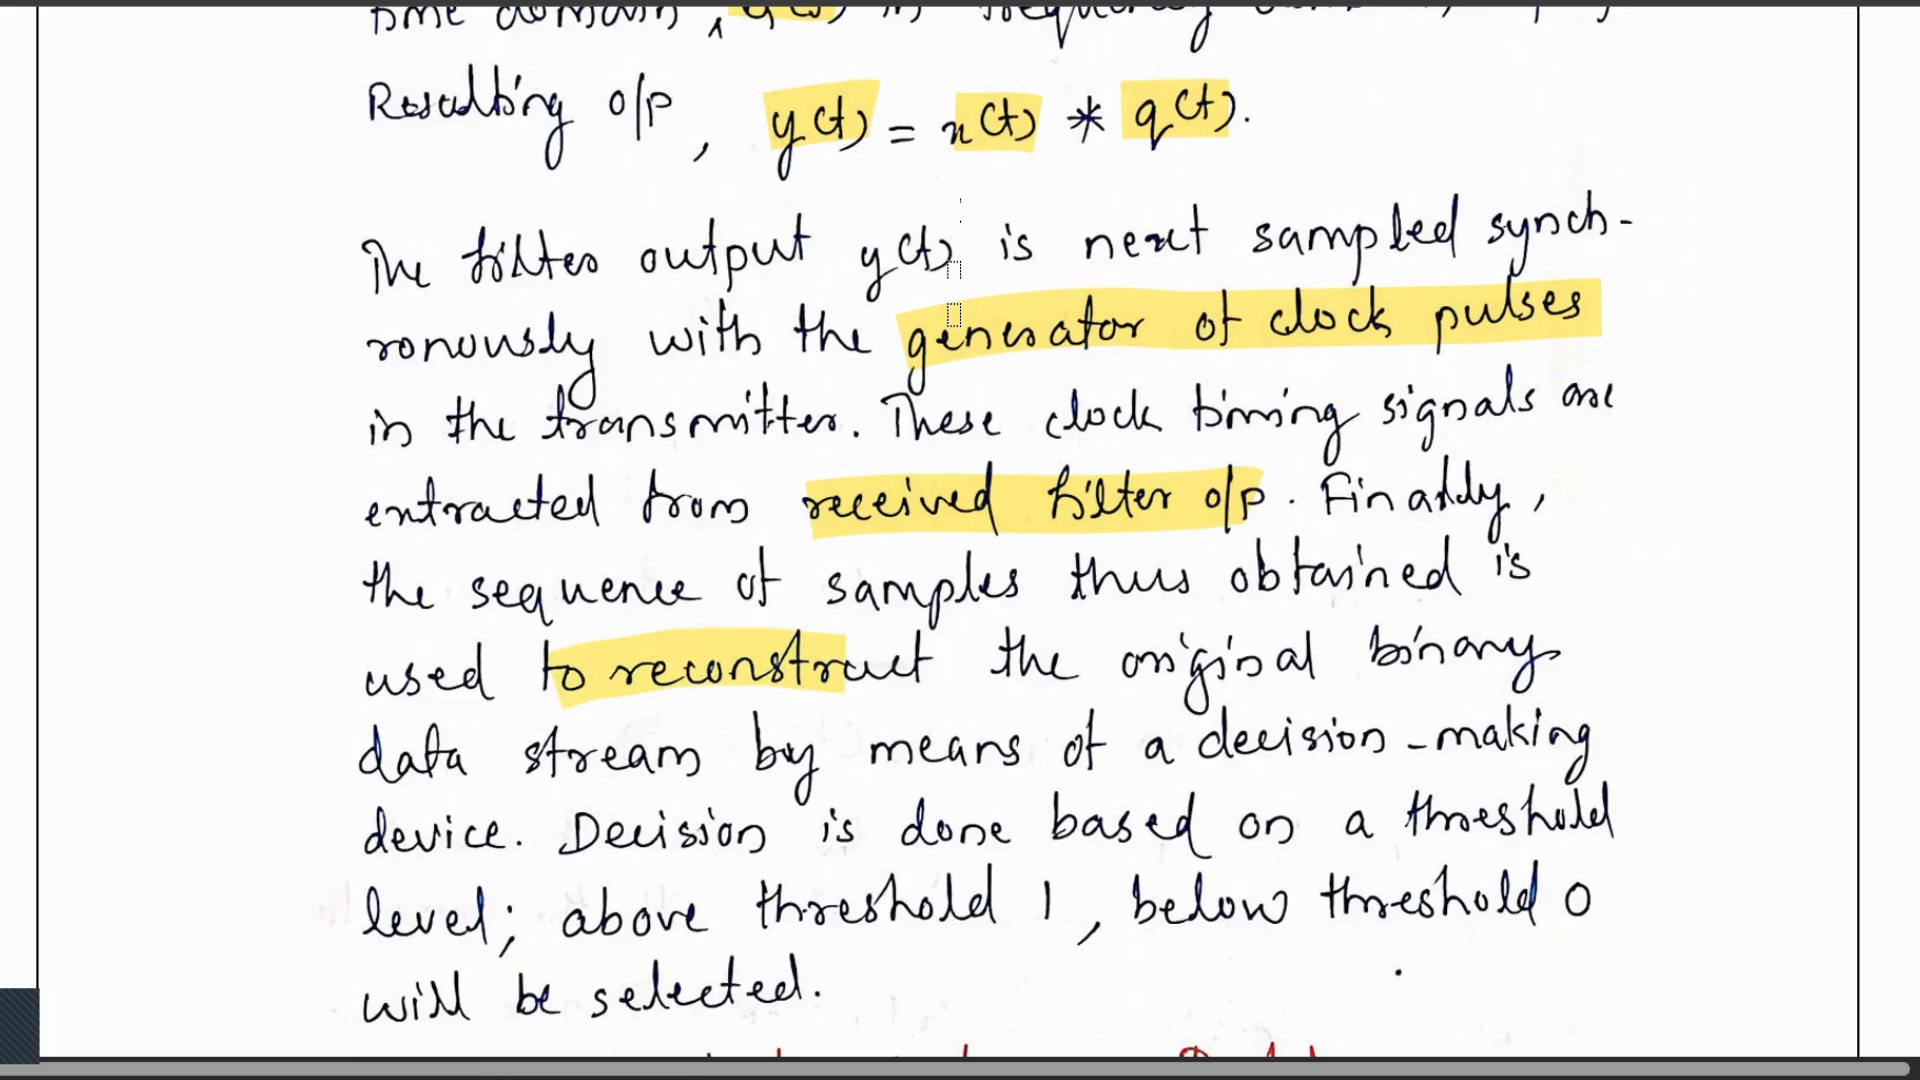 time domain,
Resulting o/p, y(t) = x(t) * q(t).
The filter output y(t) is next sampled synch-
ronously with the generator of clock pulses
in the transmitter. These clock timing signals are
extracted from received filter o/p. Finally,
the sequence of samples thus obtained is
used to reconstruct the original binary
data stream by means of a decision-making
device. Decision is done based on a threshold
level; above threshold 1, below threshold 0
will be selected.